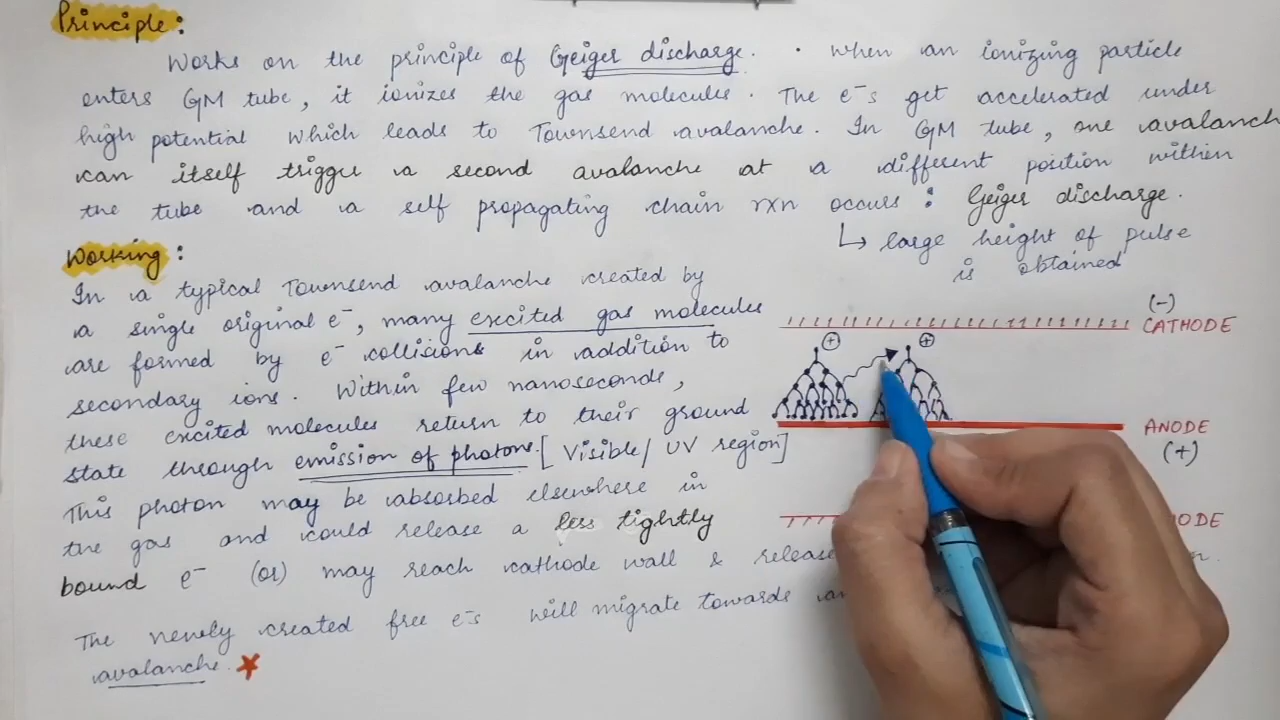 Principle:
Works on the principle of Geiger discharge. • When an ionizing particle
enters GM tube, it ionizes the gas molecules. The e⁻s get accelerated under
high potential which leads to Townsend avalanche. In GM tube, one avalanch
can itself trigger a second avalanche at a different position within
the tube and a self propagating chain rxn occurs : Geiger discharge.
↳ large height of pulse
is obtained
Working:
In a typical Townsend avalanche created by
a single original e⁻, many excited gas molecules
are formed by e⁻ collisions in addition to
secondary ions. Within few nanoseconds,
these excited molecules return to their ground
state through emission of photons. [Visible/ UV region]
This photon may be absorbed elsewhere in
the gas and could release a less tightly
bound e⁻ (or) may reach cathode wall & release
The newly created free e⁻s will migrate towards
avalanche.
(-)
CATHODE
(+) (+)
ANODE
(+)
ODE